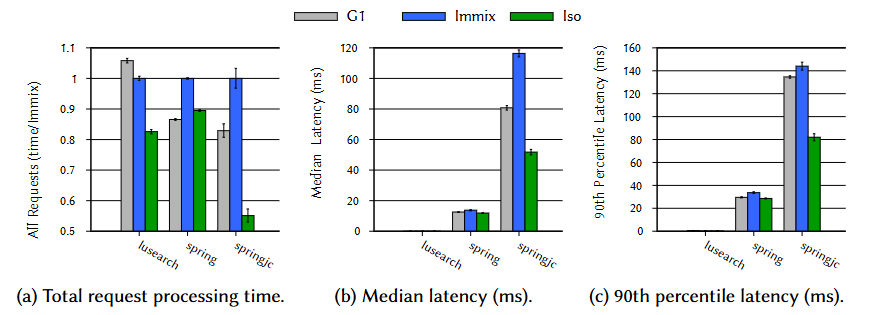 G1 Immix Iso
All Requests (time/Immix)
1.1
1
0.9
0.8
0.7
0.6
0.5
lusearch
spring
springjc
(a) Total request processing time.
Median Latency (ms)
120
100
80
60
40
20
0
lusearch
spring
springjc
(b) Median latency (ms).
90th Percentile Latency (ms)
160
140
120
100
80
60
40
20
0
lusearch
spring
springjc
(c) 90th percentile latency (ms).